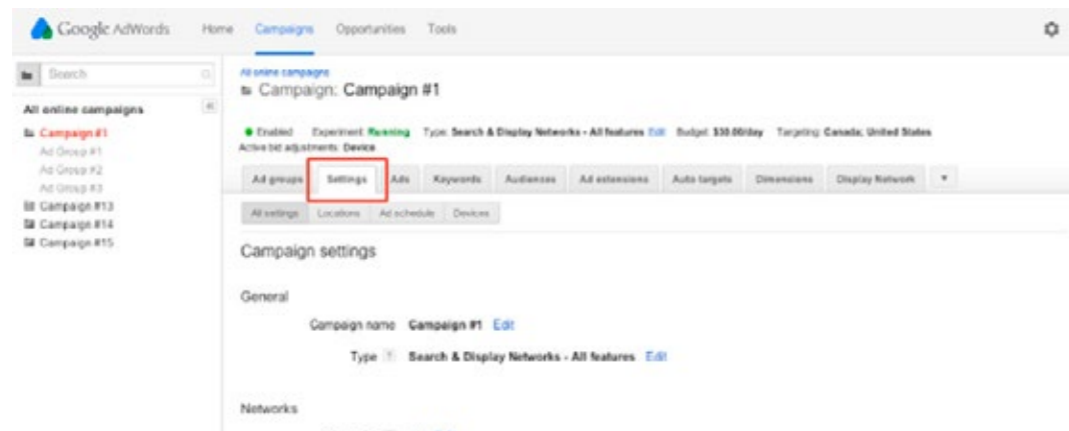 Google AdWords Home Campaigns Opportunities Tools
Search
All online campaigns
Campaign #1
Ad Group #1
Ad Group #2
Ad Group #3
Campaign #13
Campaign #14
Campaign #15
All online campaigns
Campaign: Campaign #1
Enabled Experiment: Running Type: Search & Display Networks - All features Edit Budget: $30.00/day Targeting: Canada; United States
Active bid adjustments: Device
Ad groups Settings Ads Keywords Audiences Ad extensions Auto targets Dimensions Display Network
All settings Locations Ad schedule Devices
Campaign settings
General
Campaign name Campaign #1 Edit
Type ? Search & Display Networks - All features Edit
Networks